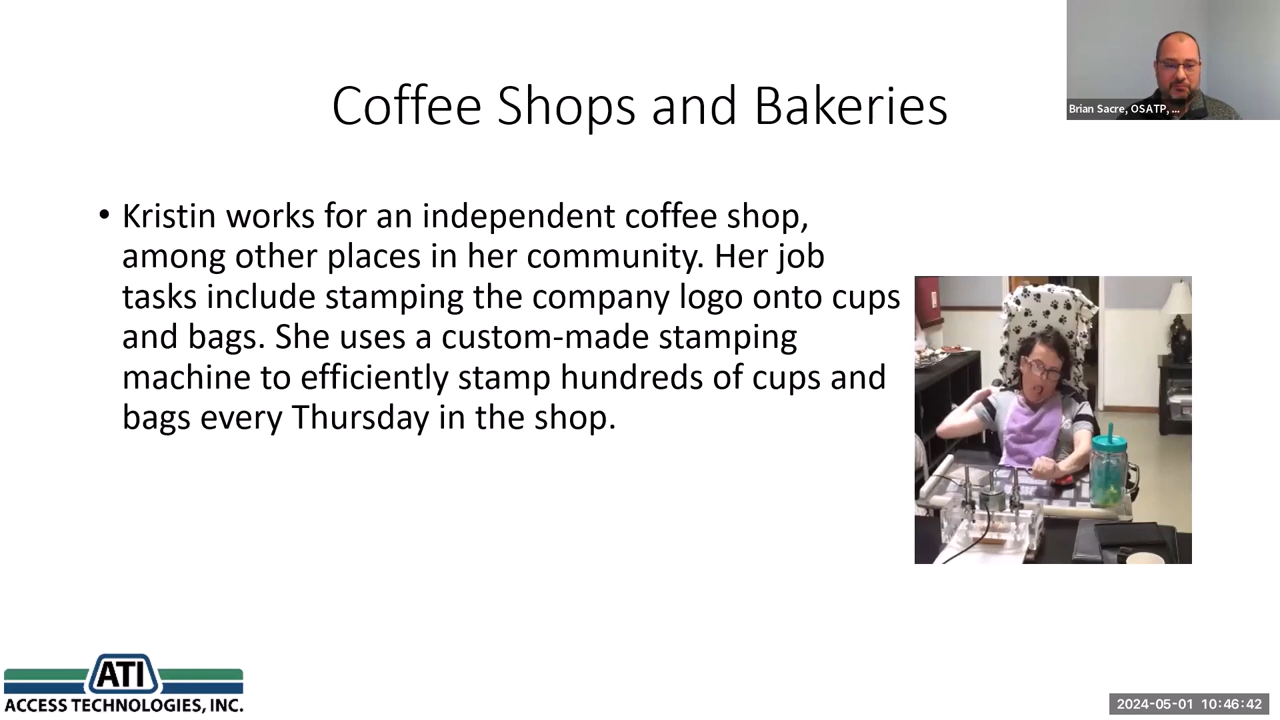 Coffee Shops and Bakeries
Brian Sacre, OSATP, ...
• Kristin works for an independent coffee shop,
among other places in her community. Her job
tasks include stamping the company logo onto cups
and bags. She uses a custom-made stamping
machine to efficiently stamp hundreds of cups and
bags every Thursday in the shop.
ATI
ACCESS TECHNOLOGIES, INC.
2024-05-01 10:46:42